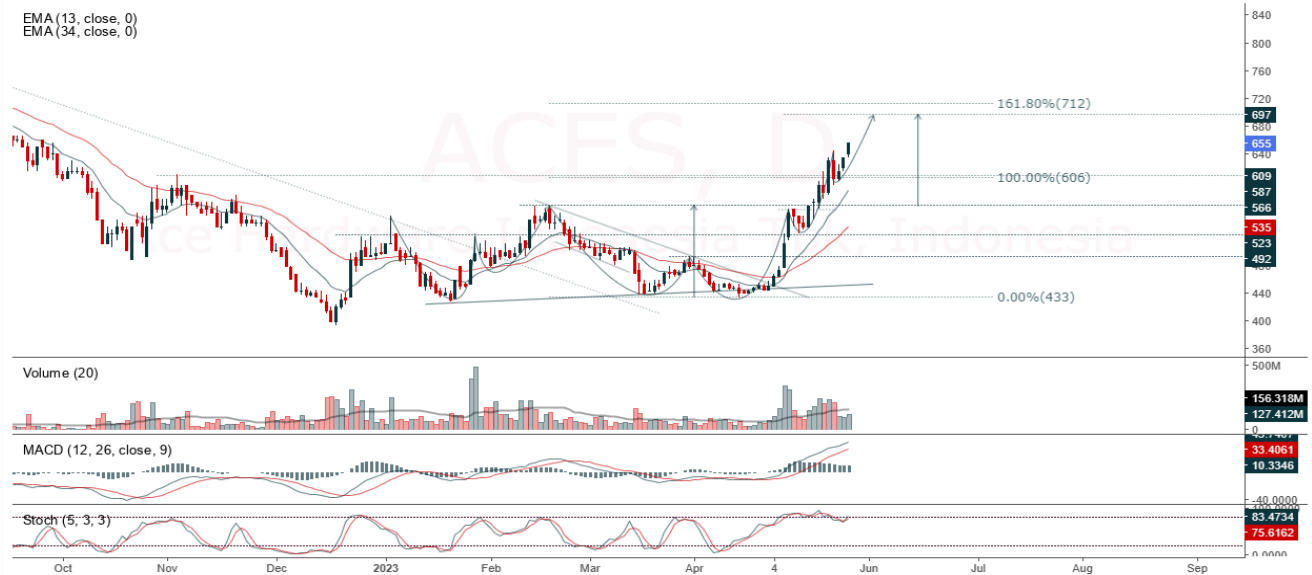 EMA (13, close, 0)
EMA (34, close, 0)
ACES, D
840
800
760
720
697
680
655
640
609
587
566
535
523
492
480
440
400
360
161.80%(712)
100.00%(606)
0.00%(433)
Volume (20)
500M
156.318M
127.412M
0
MACD (12, 26, close, 9)
33.4061
10.3346
-40.0000
Stoch (5, 3, 3)
83.4734
75.6162
0.0000
Oct
Nov
Dec
2023
Feb
Mar
Apr
4
Jun
Jul
Aug
Sep